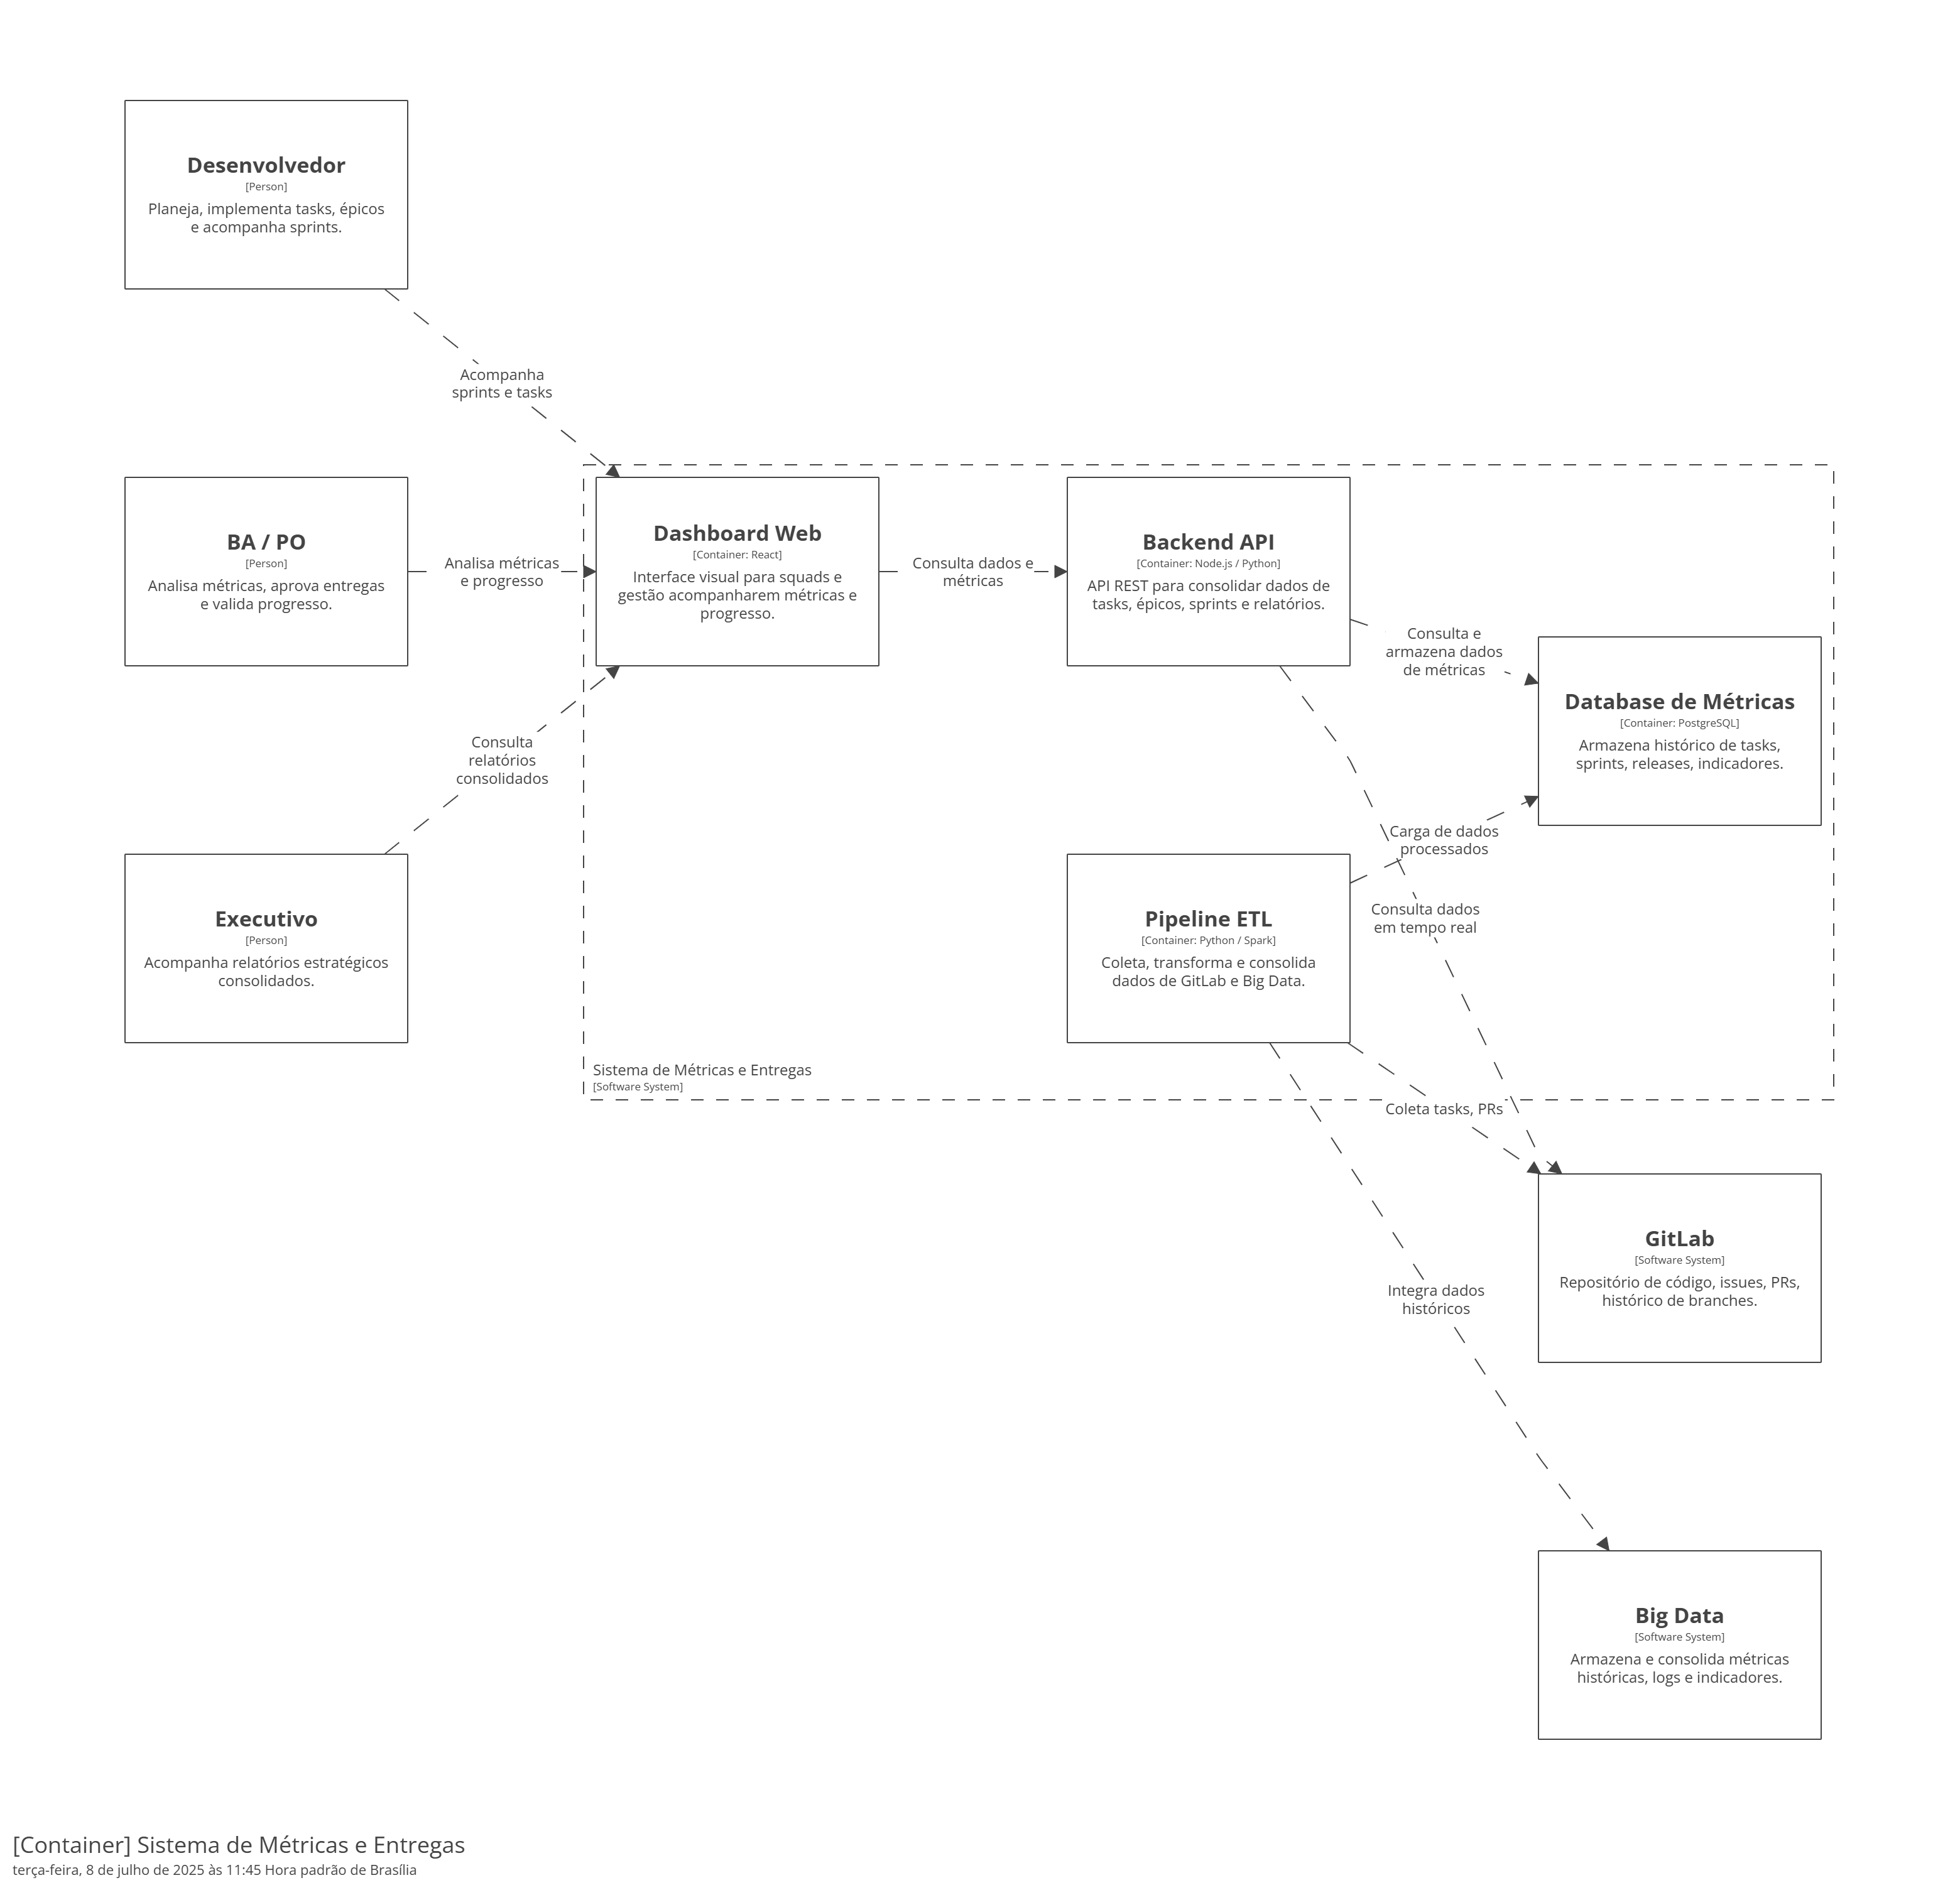 Desenvolvedor
[Person]
Planeja, implementa tasks, épicos
e acompanha sprints.
Acompanha
sprints e tasks
BA / PO
[Person]
Analisa métricas, aprova entregas
e valida progresso.
Analisa métricas
e progresso
Dashboard Web
[Container: React]
Interface visual para squads e
gestão acompanharem métricas e
progresso.
Consulta dados e
métricas
Backend API
[Container: Node.js / Python]
API REST para consolidar dados de
tasks, épicos, sprints e relatórios.
Consulta e
armazena dados
de métricas
Database de Métricas
[Container: PostgreSQL]
Armazena histórico de tasks,
sprints, releases, indicadores.
Consulta
relatórios
consolidados
Carga de dados
processados
Executivo
[Person]
Acompanha relatórios estratégicos
consolidados.
Pipeline ETL
[Container: Python / Spark]
Coleta, transforma e consolida
dados de GitLab e Big Data.
Consulta dados
em tempo real
Sistema de Métricas e Entregas
[Software System]
Coleta tasks, PRs
GitLab
[Software System]
Repositório de código, issues, PRs,
histórico de branches.
Integra dados
históricos
Big Data
[Software System]
Armazena e consolida métricas
históricas, logs e indicadores.
[Container] Sistema de Métricas e Entregas
terça-feira, 8 de julho de 2025 às 11:45 Hora padrão de Brasília